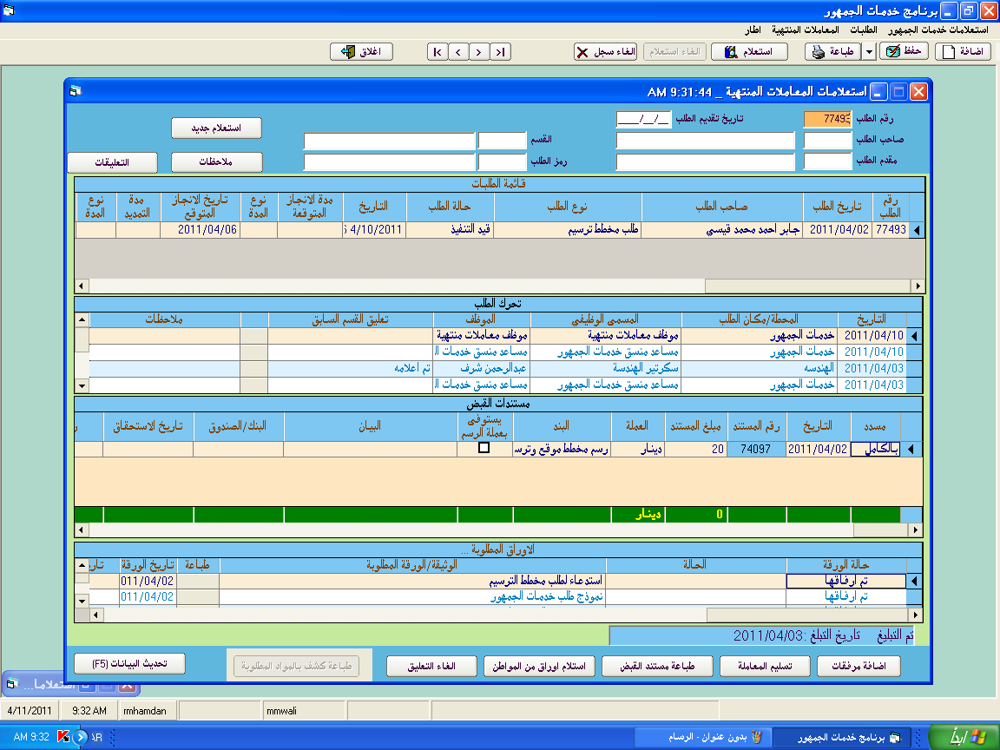 برنامج خدمات الجمهور
استعلامات خدمات الجمهور الطلبات المعاملات المنتهية اطار
اضافة حفظ طباعة استعلام الغاء استعلام الغاء سجل اغلاق
استعلامات المعاملات المنتهية _ 9:31:44 AM
رقم الطلب 77493 تاريخ تقديم الطلب __/__/____
صاحب الطلب القسم استعلام جديد
مقدم الطلب رمز الطلب ملاحظات التعليقات
قائمة الطلبات
رقم الطلب تاريخ الطلب صاحب الطلب نوع الطلب حالة الطلب التاريخ مدة الانجاز المتوقعة نوع المدة تاريخ الانجاز المتوقع مدة التمديد نوع المدة
77493 2011/04/02 جابر احمد محمد قيسي طلب مخطط ترسيم قيد التنفيذ 4/10/2011 2011/04/06
تحرك الطلب
التاريخ المحطة/مكان الطلب المسمى الوظيفي الموظف تعليق القسم السابق ملاحظات
2011/04/10 خدمات الجمهور موظف معاملات منتهية موظف معاملات منتهية
2011/04/10 خدمات الجمهور مساعد منسق خدمات الجمهور مساعد منسق خدمات ال
2011/04/03 الهندسه سكرتير الهندسة عبدالرحمن شرف تم اعلامه
2011/04/03 خدمات الجمهور مساعد منسق خدمات الجمهور مساعد منسق خدمات ال
مستندات القبض
مسدد التاريخ رقم المستند مبلغ المستند العملة البند يستوفى بعملة الرسم البيان البنك/الصندوق تاريخ الاستحقاق ر
بالكامل 2011/04/02 74097 20 دينار رسم مخطط موقع وترس
0 دينار
الاوراق المطلوبة ...
حالة الورقة الحالة الوثيقة/الورقة المطلوبة طباعة تاريخ الورقة تاري
تم ارفاقها استدعاء لطلب مخطط الترسيم 011/04/02
تم ارفاقها نموذج طلب خدمات الجمهور 011/04/02
تم التبليغ تاريخ التبلغ :2011/04/03
اضافة مرفقات تسليم المعاملة طباعة مستند القبض استلام اوراق من المواطن الغاء التعليق طباعة كشف بالمواد المطلوبة تحديث البيانات (F5)
استعلاما...
4/11/2011 9:32 AM rmhamdan mmwali
ابدأ برنامج خدمات الجمهور بدون عنوان - الرسام AR 9:32 AM